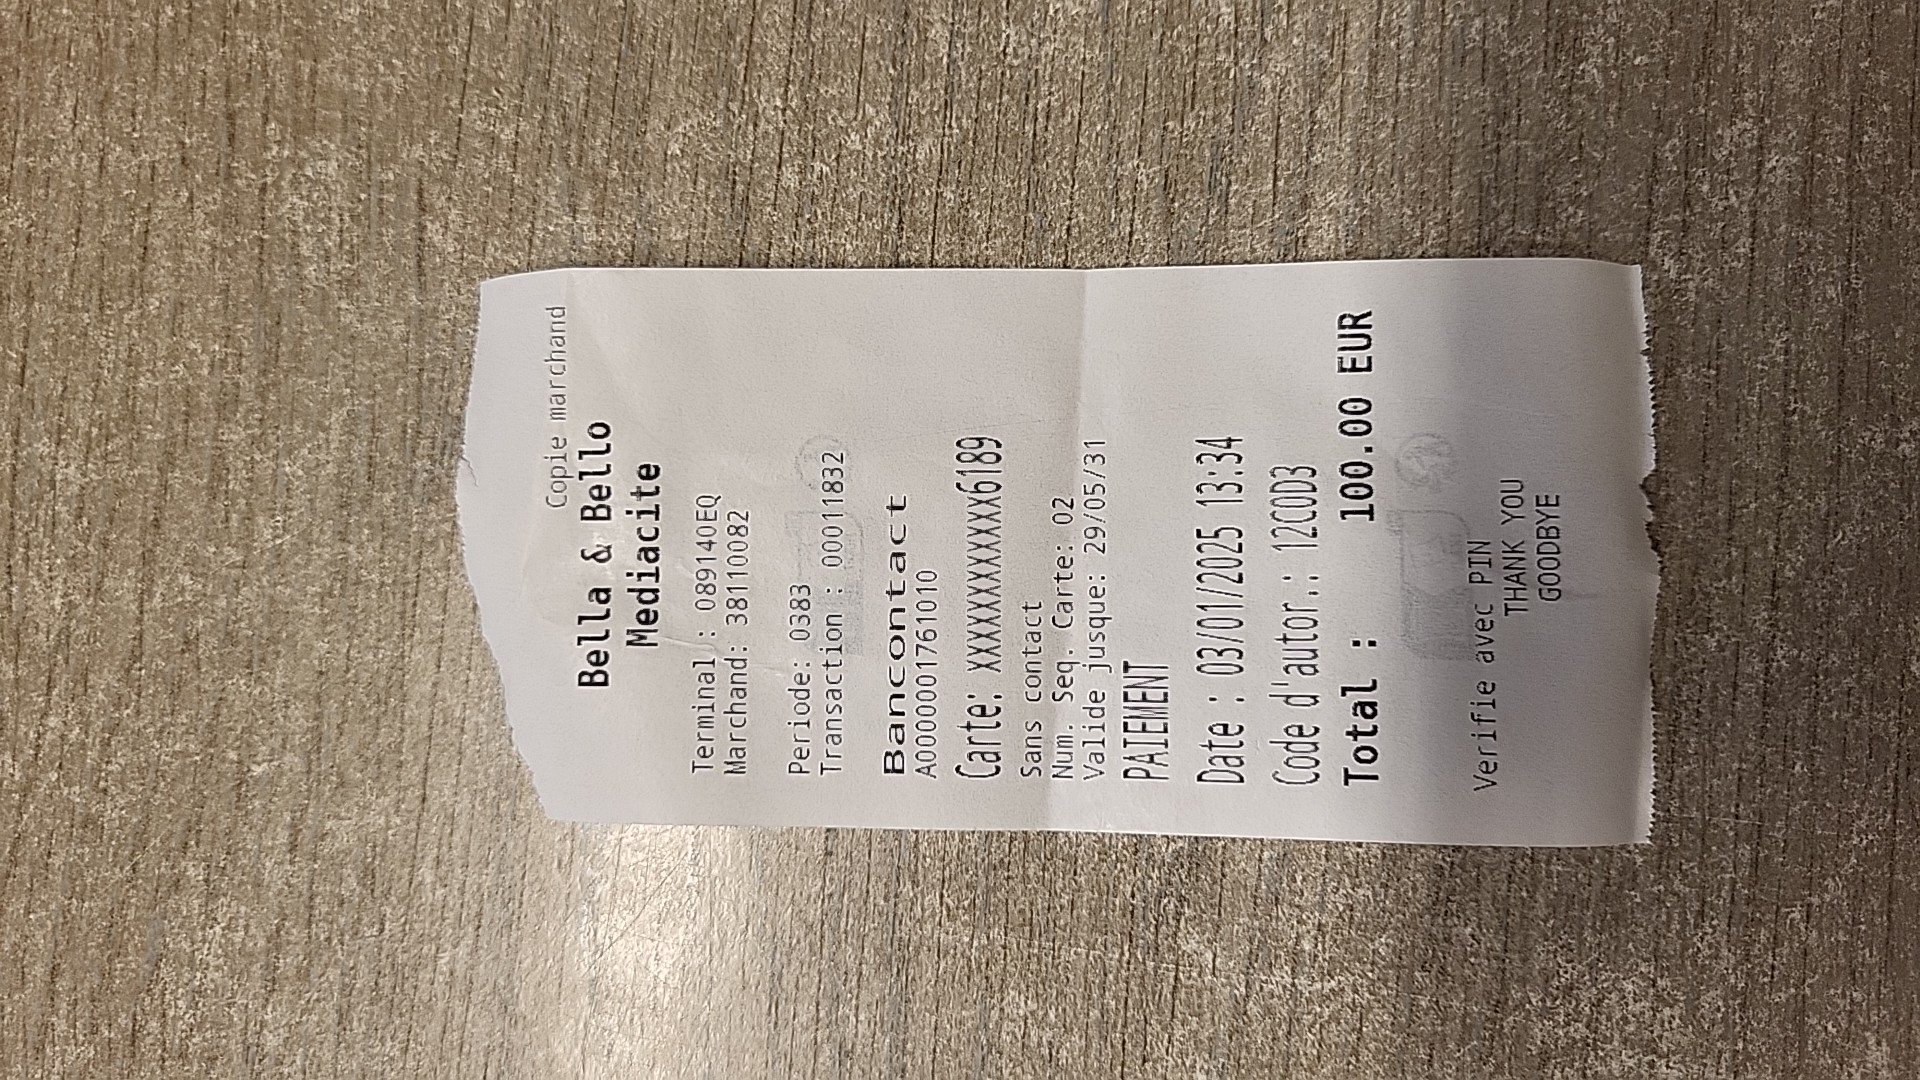 Copie marchand
Bella & Bello
Mediacite
Terminal : 089140EQ
Marchand: 38110082
Periode: 0383
Transaction : 000011832
Bancontact
A0000001761010
Carte: xxxxxxxxxxxxx6189
Sans contact
Num. Seq. Carte: 02
Valide jusque: 29/05/31
PAIEMENT
Date : 03/01/2025 13:34
Code d'autor.: 12C0D3
Total : 100.00 EUR
Verifie avec PIN
THANK YOU
GOODBYE